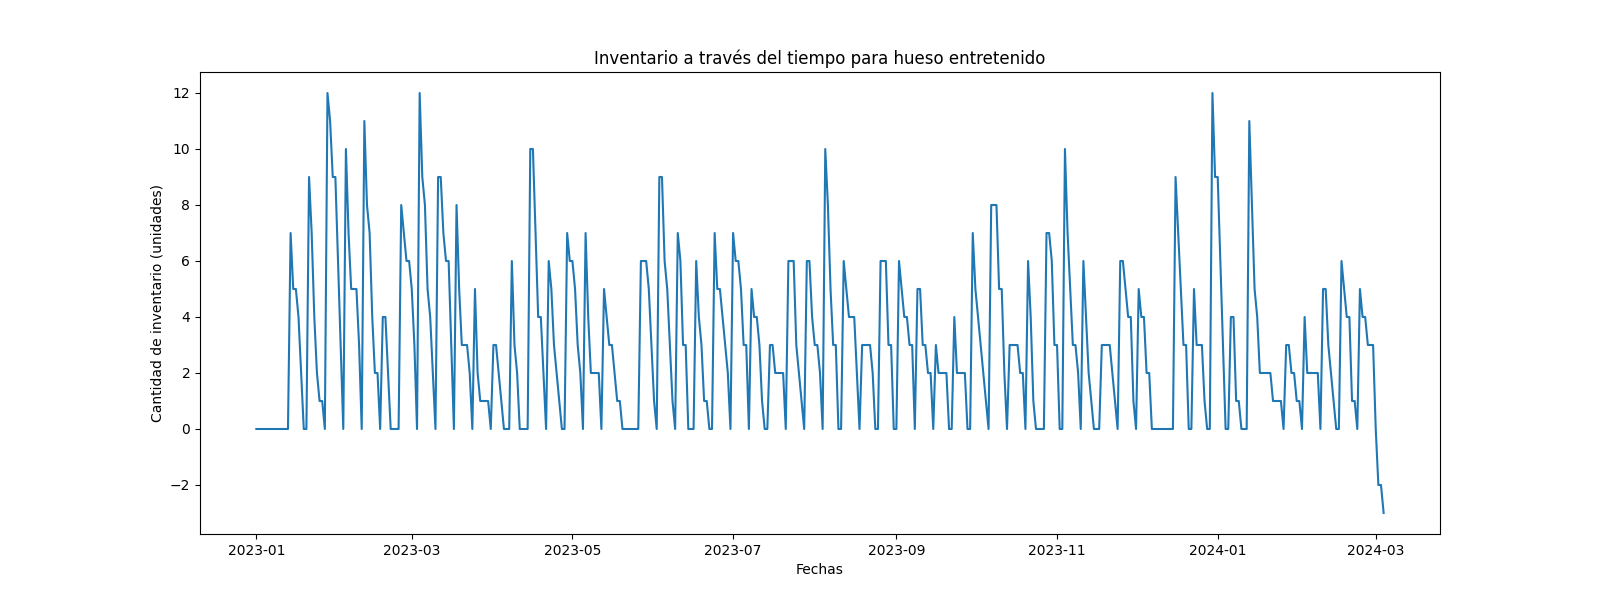 Inventario a través del tiempo para hueso entretenido
Cantidad de inventario (unidades)
12
10
8
6
4
2
0
−2
2023-01 2023-03 2023-05 2023-07 2023-09 2023-11 2024-01 2024-03
Fechas